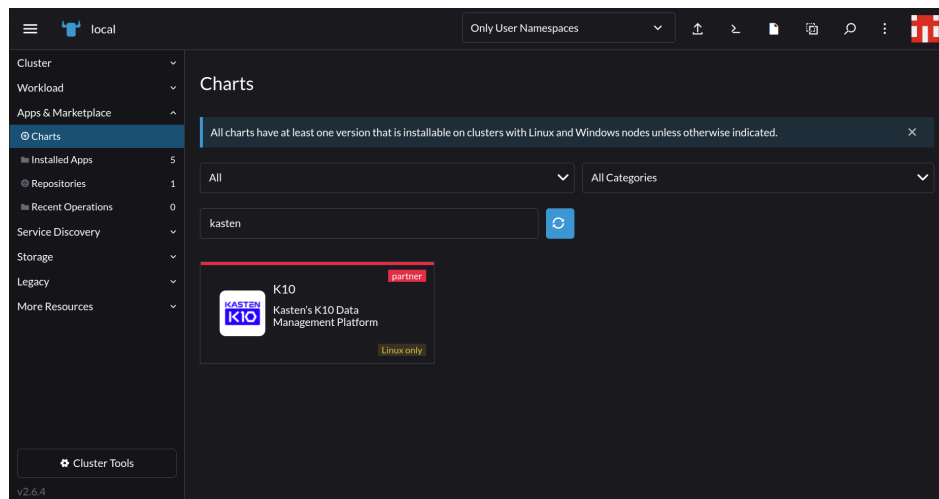 local
Only User Namespaces
Cluster
Workload
Apps & Marketplace
Charts
Installed Apps 5
Repositories 1
Recent Operations 0
Service Discovery
Storage
Legacy
More Resources
Cluster Tools
v2.6.4
Charts
All charts have at least one version that is installable on clusters with Linux and Windows nodes unless otherwise indicated.
All
All Categories
kasten
partner
KASTEN
K10
K10
Kasten's K10 Data
Management Platform
Linux only